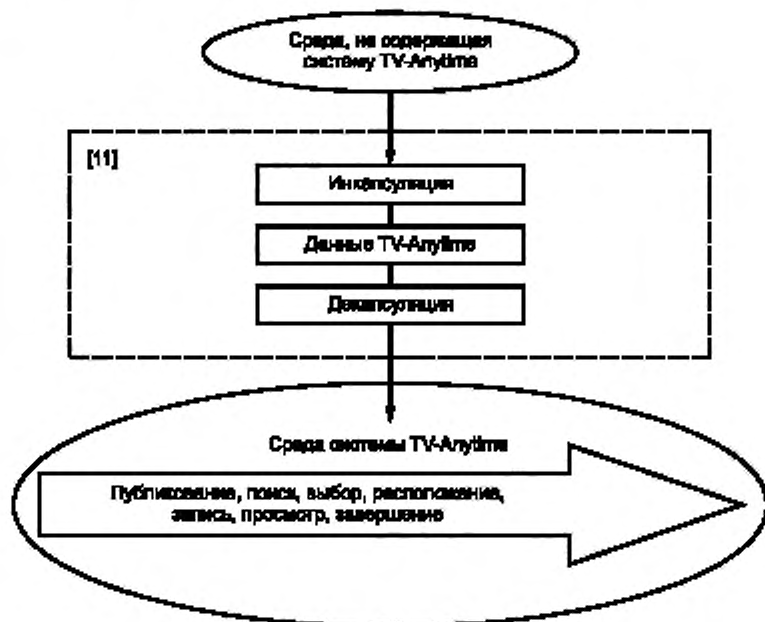 Среда, не содержащая
систему TV-Anytime
[11]
Инкапсуляция
Данные TV-Anytime
Декапсуляция
Среда системы TV-Anytime
Публикование, поиск, выбор, расположение,
запись, просмотр, завершение